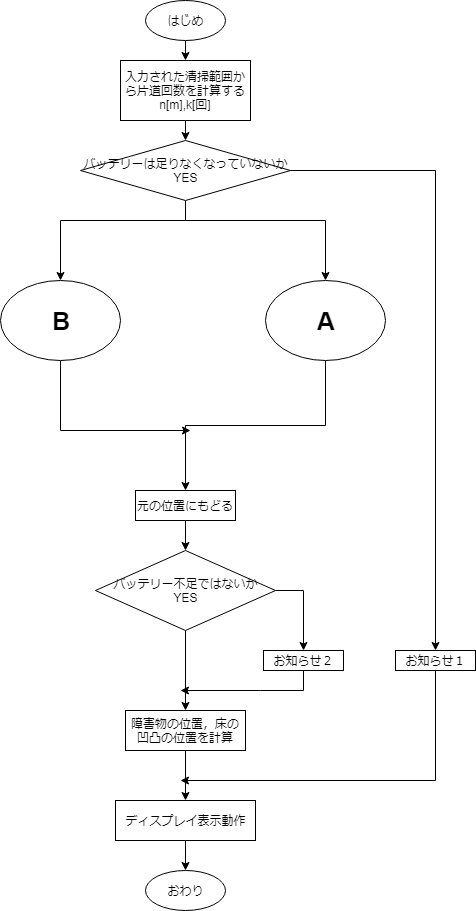 はじめ
入力された清掃範囲か
ら片道回数を計算する
n[m],k[回]
バッテリーは足りなくなっていないか
YES
B
A
元の位置にもどる
バッテリー不足ではないか
YES
お知らせ２
お知らせ１
障害物の位置，床の
凹凸の位置を計算
ディスプレイ表示動作
おわり